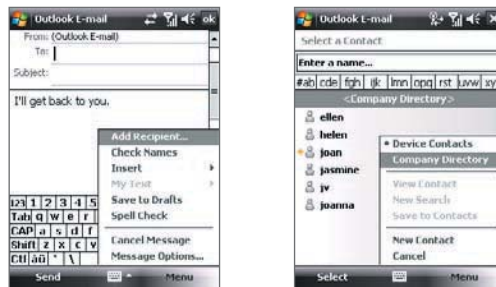 Outlook E-mail ok
From: (Outlook E-mail)
To:
Subject:
I'll get back to you.
Add Recipient...
Check Names
Insert
My Text
Save to Drafts
Spell Check
Cancel Message
Message Options...
123 1 2 3 4 5
Tab q w e r
CAP a s d f
Shift z x c v
Ctl áü ` \
Send Menu
Outlook E-mail
Select a Contact
Enter a name...
#ab cde fgh ijk lmn opq rst uvw xy
<Company Directory>
ellen
helen
joan
jasmine
jv
joanna
Device Contacts
Company Directory
View Contact
New Search
Save to Contacts
New Contact
Cancel
Select Menu